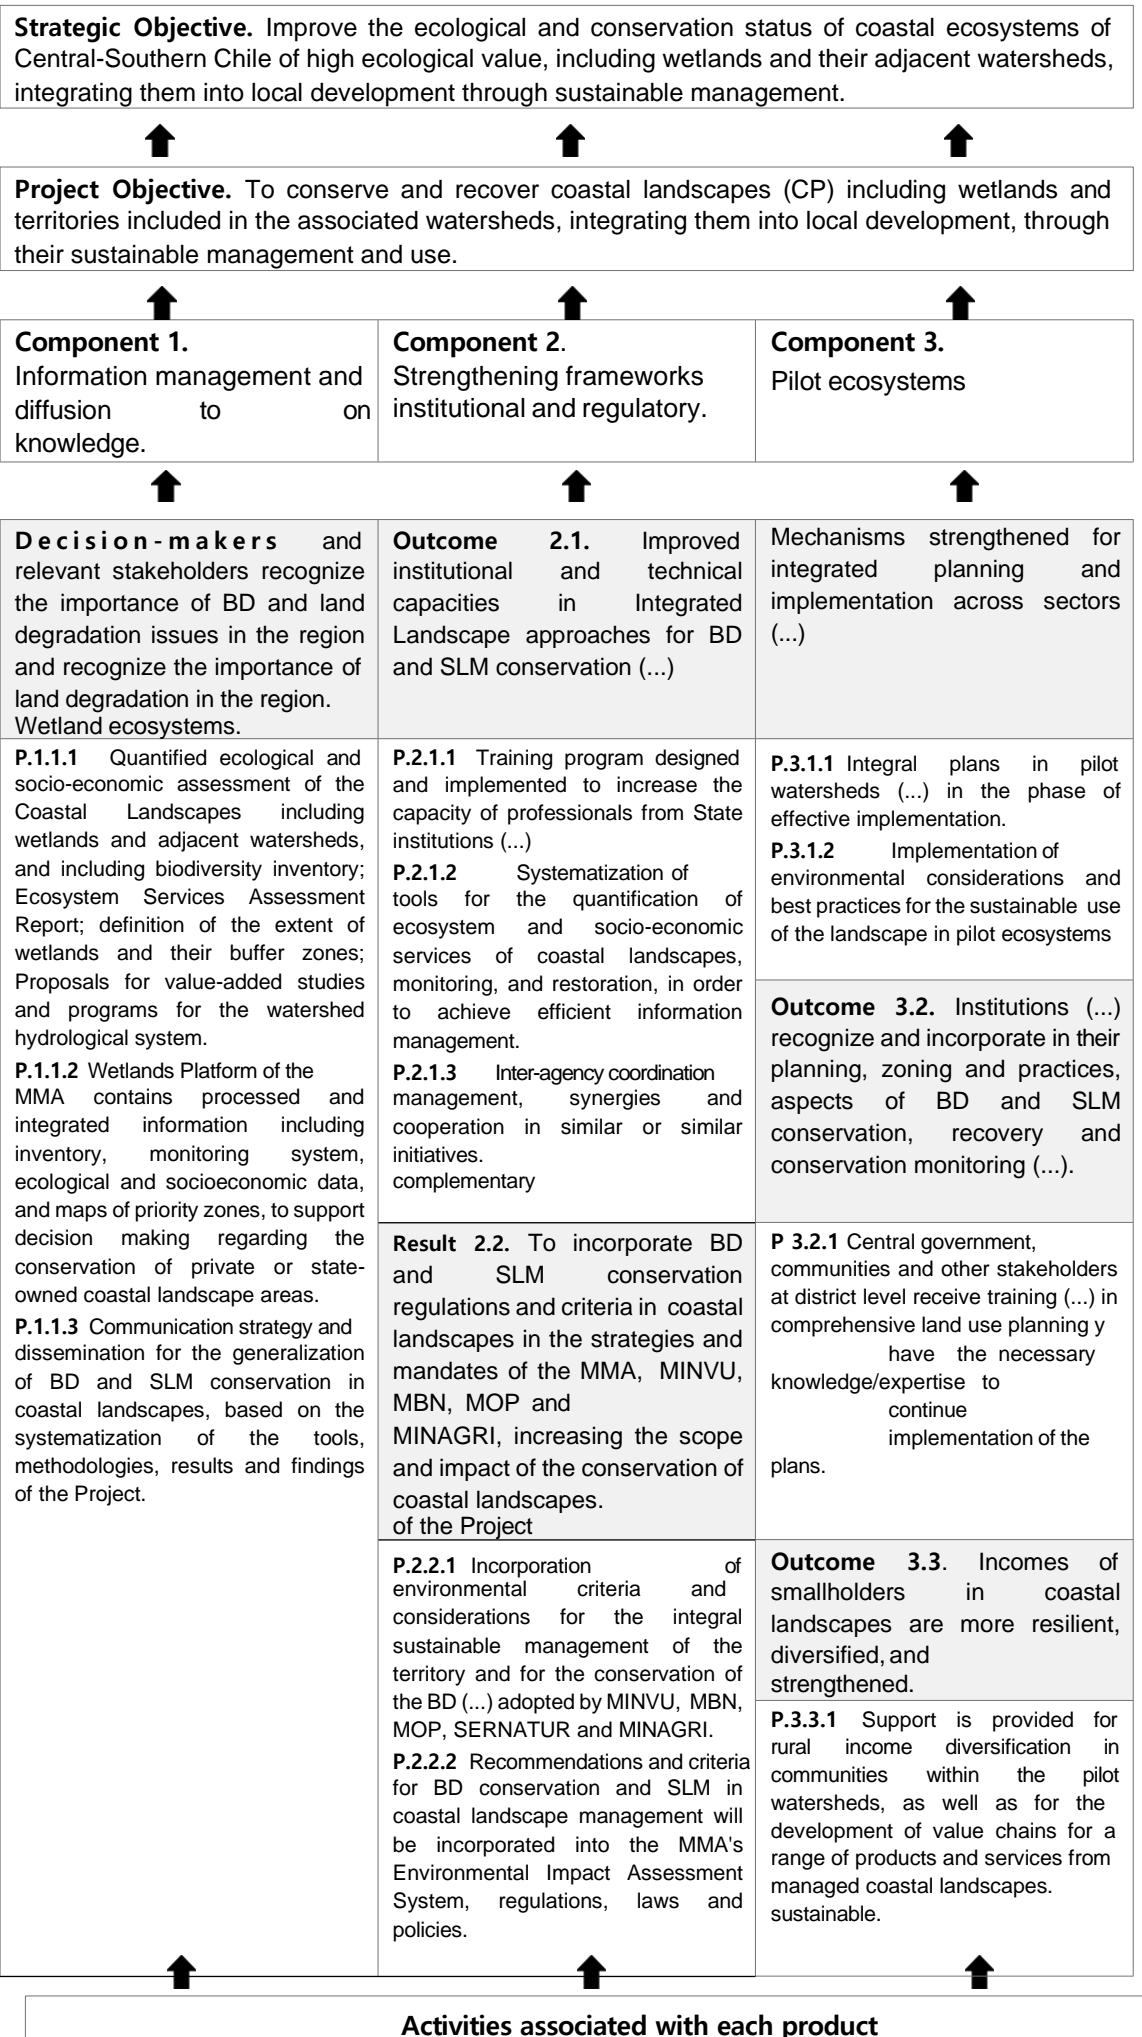 Strategic Objective. Improve the ecological and conservation status of coastal ecosystems of
Central-Southern Chile of high ecological value, including wetlands and their adjacent watersheds,
integrating them into local development through sustainable management.
Project Objective. To conserve and recover coastal landscapes (CP) including wetlands and
territories included in the associated watersheds, integrating them into local development, through
their sustainable management and use.
Component 1.
Information management and
diffusion to on
knowledge.
Component 2.
Strengthening frameworks
institutional and regulatory.
Component 3.
Pilot ecosystems
Decision-makers and
relevant stakeholders recognize
the importance of BD and land
degradation issues in the region
and recognize the importance of
land degradation in the region.
Wetland ecosystems.
P.1.1.1 Quantified ecological and
socio-economic assessment of the
Coastal Landscapes including
wetlands and adjacent watersheds,
and including biodiversity inventory;
Ecosystem Services Assessment
Report; definition of the extent of
wetlands and their buffer zones;
Proposals for value-added studies
and programs for the watershed
hydrological system.
P.1.1.2 Wetlands Platform of the
MMA contains processed and
integrated information including
inventory, monitoring system,
ecological and socioeconomic data,
and maps of priority zones, to support
decision making regarding the
conservation of private or state-
owned coastal landscape areas.
P.1.1.3 Communication strategy and
dissemination for the generalization
of BD and SLM conservation in
coastal landscapes, based on the
systematization of the tools,
methodologies, results and findings
of the Project.
Outcome 2.1. Improved
institutional and technical
capacities in Integrated
Landscape approaches for BD
and SLM conservation (...)
P.2.1.1 Training program designed
and implemented to increase the
capacity of professionals from State
institutions (...)
P.2.1.2 Systematization of
tools for the quantification of
ecosystem and socio-economic
services of coastal landscapes,
monitoring, and restoration, in order
to achieve efficient information
management.
P.2.1.3 Inter-agency coordination
management, synergies and
cooperation in similar or similar
initiatives.
complementary
Result 2.2. To incorporate BD
and SLM conservation
regulations and criteria in coastal
landscapes in the strategies and
mandates of the MMA, MINVU,
MBN, MOP and
MINAGRI, increasing the scope
and impact of the conservation of
coastal landscapes.
of the Project
P.2.2.1 Incorporation of
environmental criteria and
considerations for the integral
sustainable management of the
territory and for the conservation of
the BD (...) adopted by MINVU, MBN,
MOP, SERNATUR and MINAGRI.
P.2.2.2 Recommendations and criteria
for BD conservation and SLM in
coastal landscape management will
be incorporated into the MMA's
Environmental Impact Assessment
System, regulations, laws and
policies.
Mechanisms strengthened for
integrated planning and
implementation across sectors
(...)
P.3.1.1 Integral plans in pilot
watersheds (...) in the phase of
effective implementation.
P.3.1.2 Implementation of
environmental considerations and
best practices for the sustainable use
of the landscape in pilot ecosystems
Outcome 3.2. Institutions (...)
recognize and incorporate in their
planning, zoning and practices,
aspects of BD and SLM
conservation, recovery and
conservation monitoring (...).
P 3.2.1 Central government,
communities and other stakeholders
at district level receive training (...) in
comprehensive land use planning y
have the necessary
knowledge/expertise to
continue
implementation of the
plans.
Outcome 3.3. Incomes of
smallholders in coastal
landscapes are more resilient,
diversified, and
strengthened.
P.3.3.1 Support is provided for
rural income diversification in
communities within the pilot
watersheds, as well as for the
development of value chains for a
range of products and services from
managed coastal landscapes.
sustainable.
Activities associated with each product